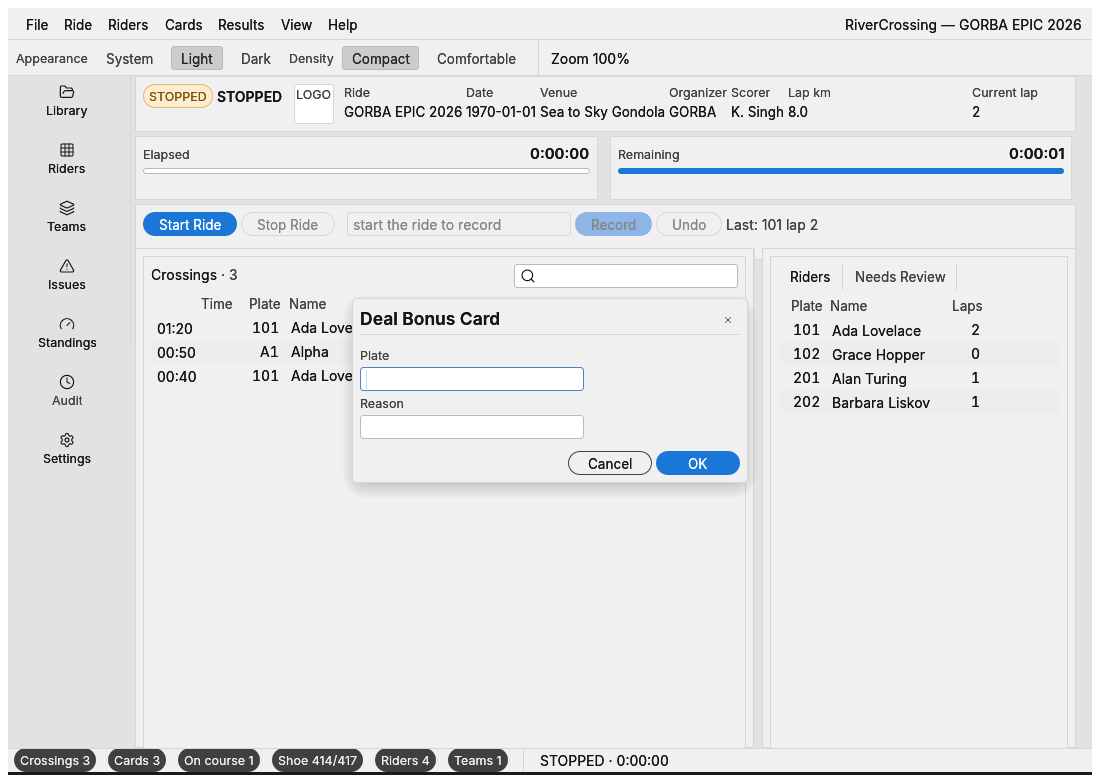 File Ride Riders Cards Results View Help RiverCrossing — GORBA EPIC 2026
Appearance System Light Dark Density Compact Comfortable Zoom 100%
Library
Riders
Teams
Issues
Standings
Audit
Settings
STOPPED STOPPED LOGO
Ride Date Venue Organizer Scorer Lap km Current lap
GORBA EPIC 2026 1970-01-01 Sea to Sky Gondola GORBA K. Singh 8.0 2
Elapsed 0:00:00 Remaining 0:00:01
Start Ride Stop Ride start the ride to record Record Undo Last: 101 lap 2
Crossings · 3
Time Plate Name
01:20 101 Ada Love
00:50 A1 Alpha
00:40 101 Ada Love
Deal Bonus Card ×
Plate
Reason
Cancel OK
Riders Needs Review
Plate Name Laps
101 Ada Lovelace 2
102 Grace Hopper 0
201 Alan Turing 1
202 Barbara Liskov 1
Crossings 3 Cards 3 On course 1 Shoe 414/417 Riders 4 Teams 1 STOPPED · 0:00:00